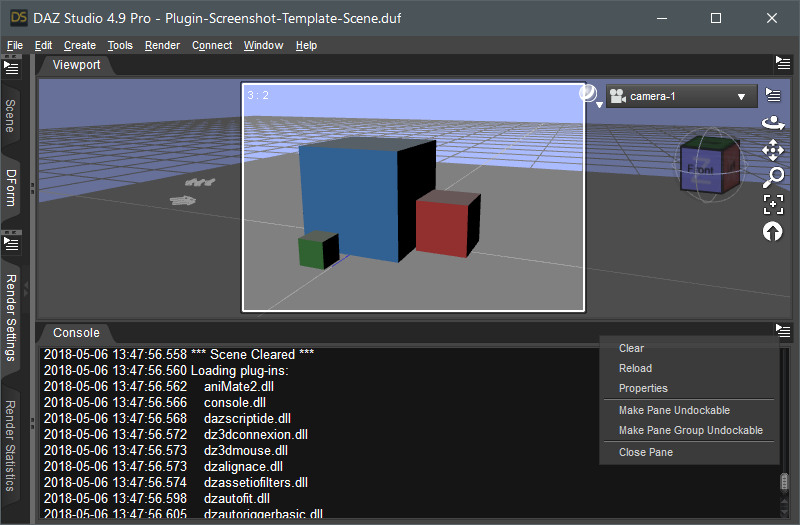 DS DAZ Studio 4.9 Pro - Plugin-Screenshot-Template-Scene.duf
File Edit Create Tools Render Connect Window Help
Viewport
Scene
DForm
Render Settings
Render Statistics
3 : 2
camera-1
Front
Console
2018-05-06 13:47:56.558 *** Scene Cleared ***
2018-05-06 13:47:56.560 Loading plug-ins:
2018-05-06 13:47:56.562 aniMate2.dll
2018-05-06 13:47:56.566 console.dll
2018-05-06 13:47:56.568 dazscriptide.dll
2018-05-06 13:47:56.572 dz3dconnexion.dll
2018-05-06 13:47:56.573 dz3dmouse.dll
2018-05-06 13:47:56.573 dzalignace.dll
2018-05-06 13:47:56.574 dzassetiofilters.dll
2018-05-06 13:47:56.598 dzautofit.dll
2018-05-06 13:47:56.605 dzautoriggerbasic.dll
Clear
Reload
Properties
Make Pane Undockable
Make Pane Group Undockable
Close Pane